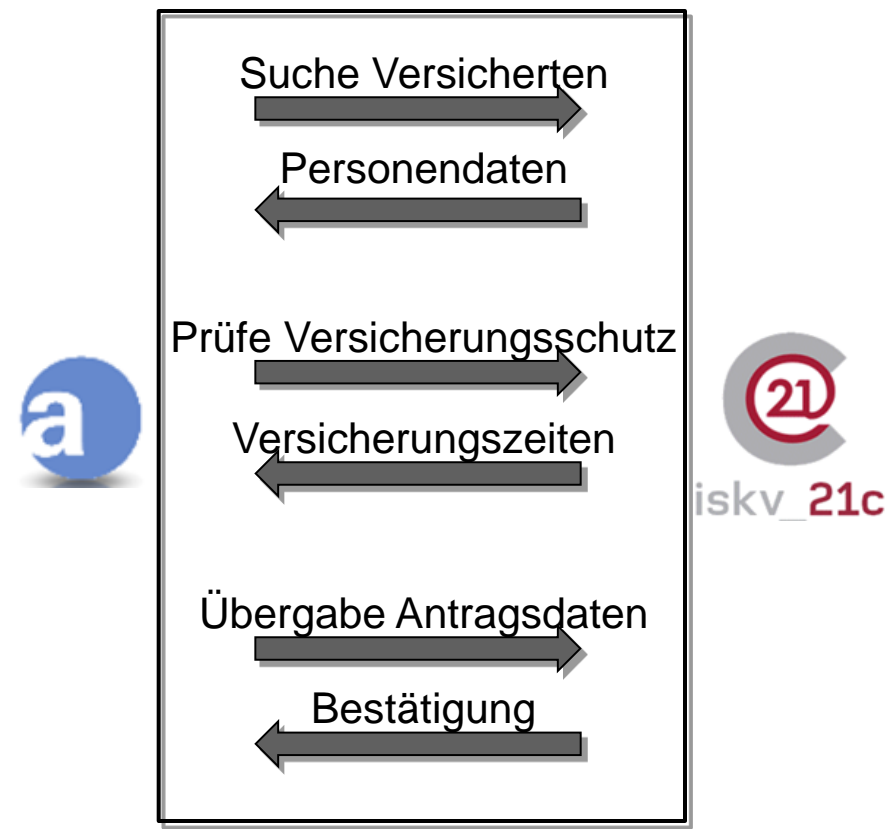 Suche Versicherten
Personendaten
Prüfe Versicherungsschutz
a
21
Versicherungszeiten
iskv_21c
Übergabe Antragsdaten
Bestätigung